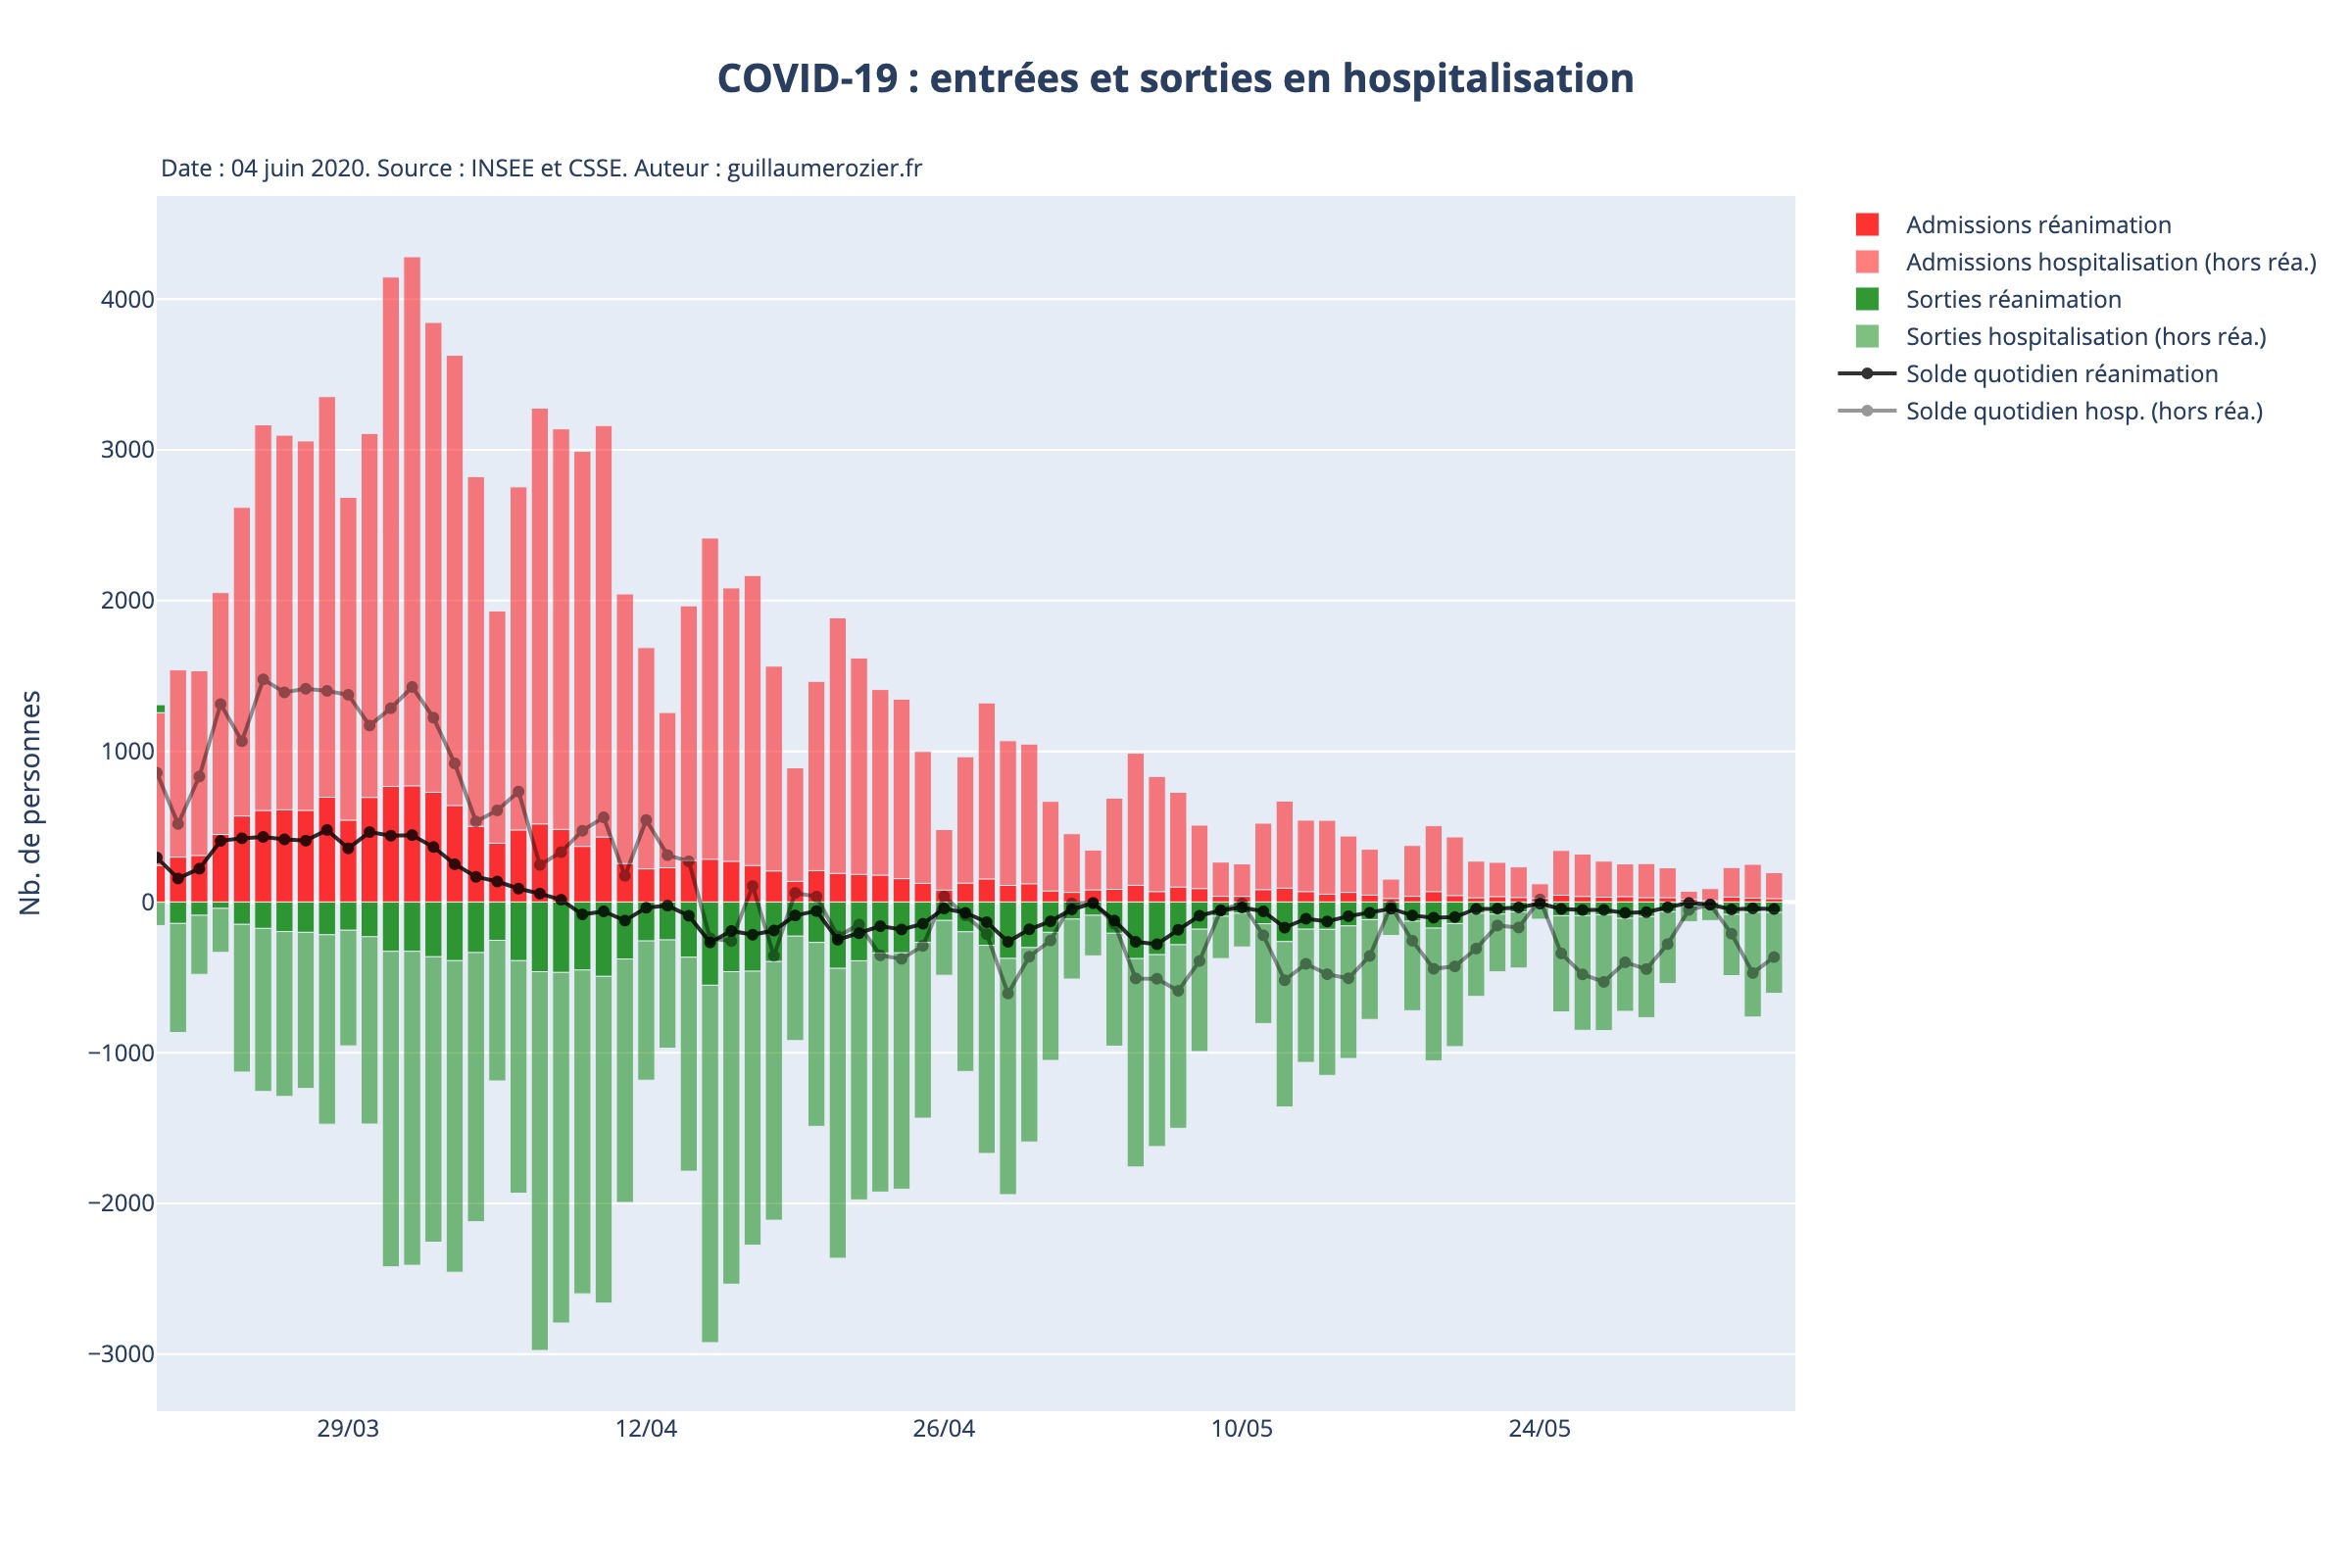 COVID-19 : entrées et sorties en hospitalisation
Date : 04 juin 2020. Source : INSEE et CSSE. Auteur : guillaumerozier.fr
Admissions réanimation
Admissions hospitalisation (hors réa.)
Sorties réanimation
Sorties hospitalisation (hors réa.)
Solde quotidien réanimation
Solde quotidien hosp. (hors réa.)
Nb. de personnes
4000
3000
2000
1000
0
−1000
−2000
−3000
29/03
12/04
26/04
10/05
24/05